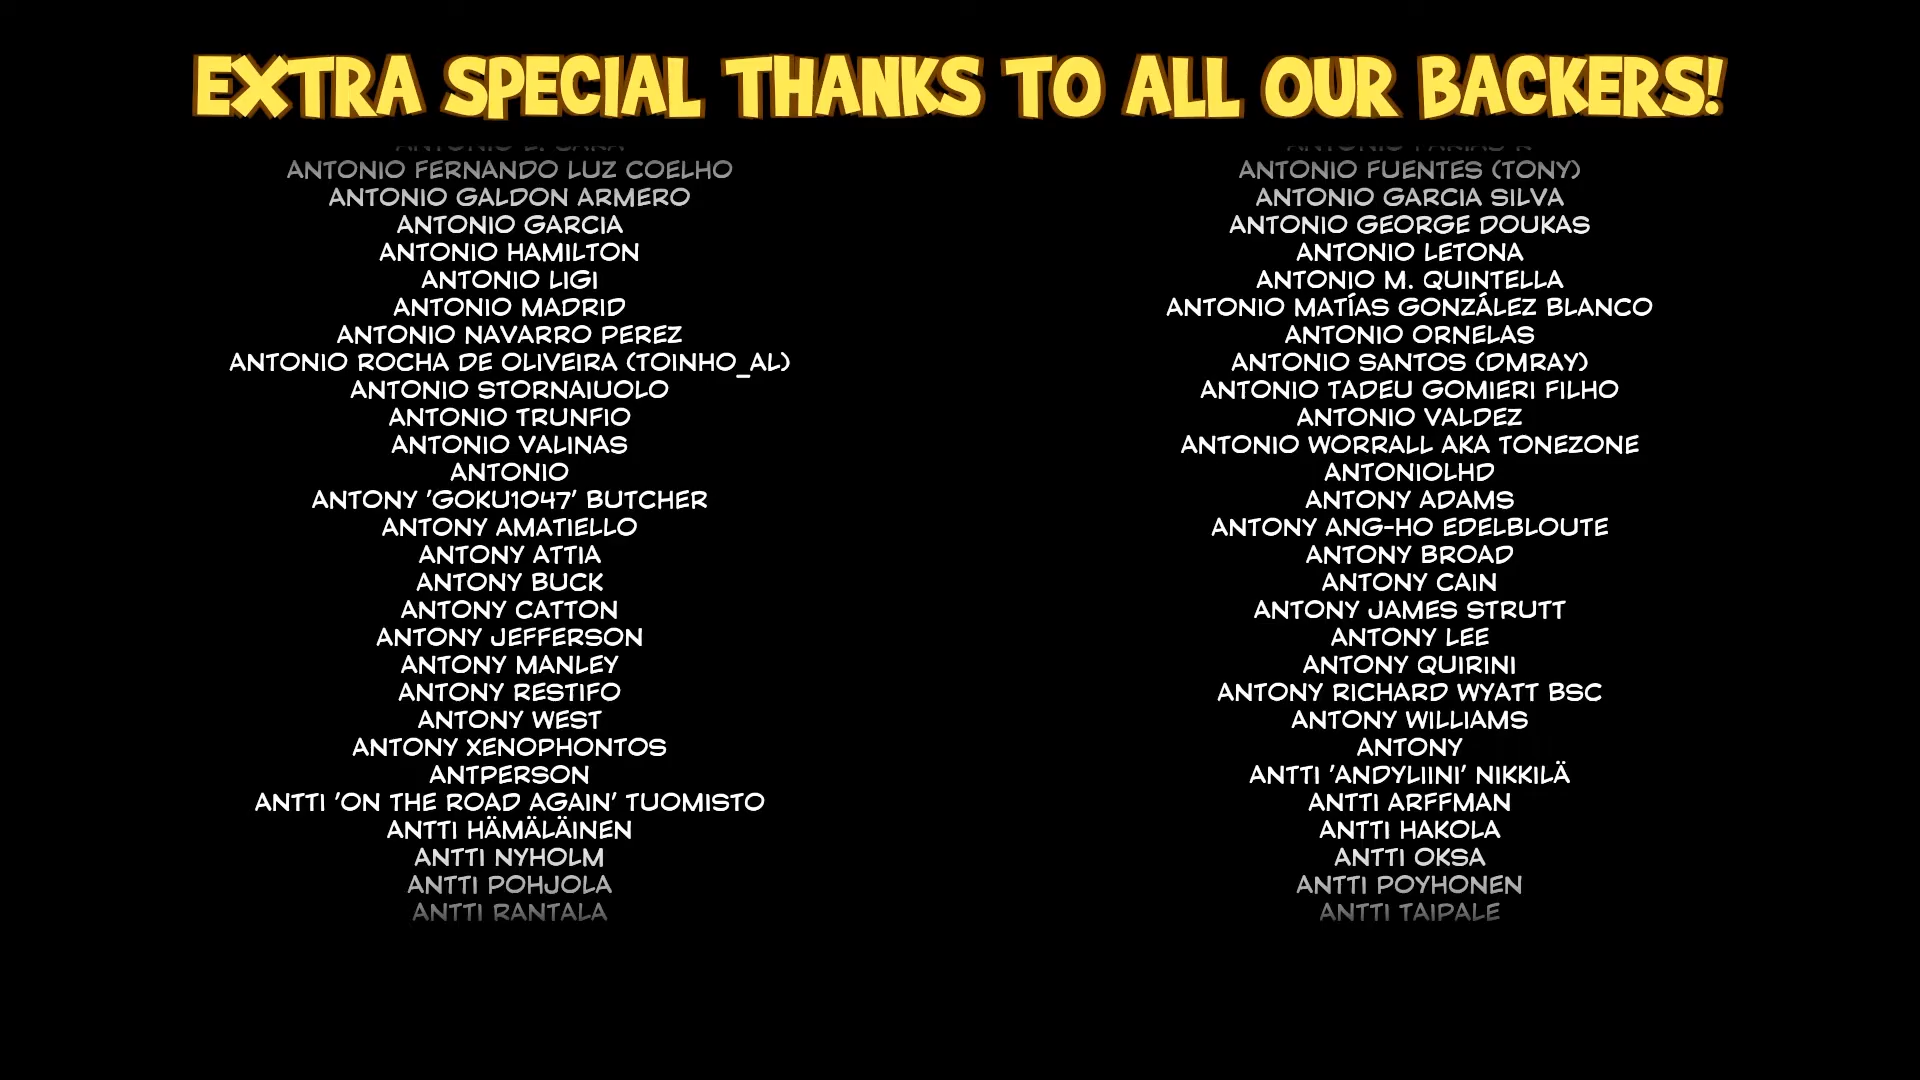 EXTRA SPECIAL THANKS TO ALL OUR BACKERS!
ANTONIO FERNANDO LUZ COELHO
ANTONIO GALDON ARMERO
ANTONIO GARCIA
ANTONIO HAMILTON
ANTONIO LIGI
ANTONIO MADRID
ANTONIO NAVARRO PEREZ
ANTONIO ROCHA DE OLIVEIRA (TOINHO_AL)
ANTONIO STORNAIUOLO
ANTONIO TRUNFIO
ANTONIO VALINAS
ANTONIO
ANTONY 'GOKU1047' BUTCHER
ANTONY AMATIELLO
ANTONY ATTIA
ANTONY BUCK
ANTONY CATTON
ANTONY JEFFERSON
ANTONY MANLEY
ANTONY RESTIFO
ANTONY WEST
ANTONY XENOPHONTOS
ANTPERSON
ANTTI 'ON THE ROAD AGAIN' TUOMISTO
ANTTI HÄMÄLÄINEN
ANTTI NYHOLM
ANTTI POHJOLA
ANTTI RANTALA
ANTONIO FUENTES (TONY)
ANTONIO GARCIA SILVA
ANTONIO GEORGE DOUKAS
ANTONIO LETONA
ANTONIO M. QUINTELLA
ANTONIO MATÍAS GONZÁLEZ BLANCO
ANTONIO ORNELAS
ANTONIO SANTOS (DMRAY)
ANTONIO TADEU GOMIERI FILHO
ANTONIO VALDEZ
ANTONIO WORRALL AKA TONEZONE
ANTONIOLHD
ANTONY ADAMS
ANTONY ANG-HO EDELBLOUTE
ANTONY BROAD
ANTONY CAIN
ANTONY JAMES STRUTT
ANTONY LEE
ANTONY QUIRINI
ANTONY RICHARD WYATT BSC
ANTONY WILLIAMS
ANTONY
ANTTI 'ANDYLIINI' NIKKILÄ
ANTTI ARFFMAN
ANTTI HAKOLA
ANTTI OKSA
ANTTI POYHONEN
ANTTI TAIPALE